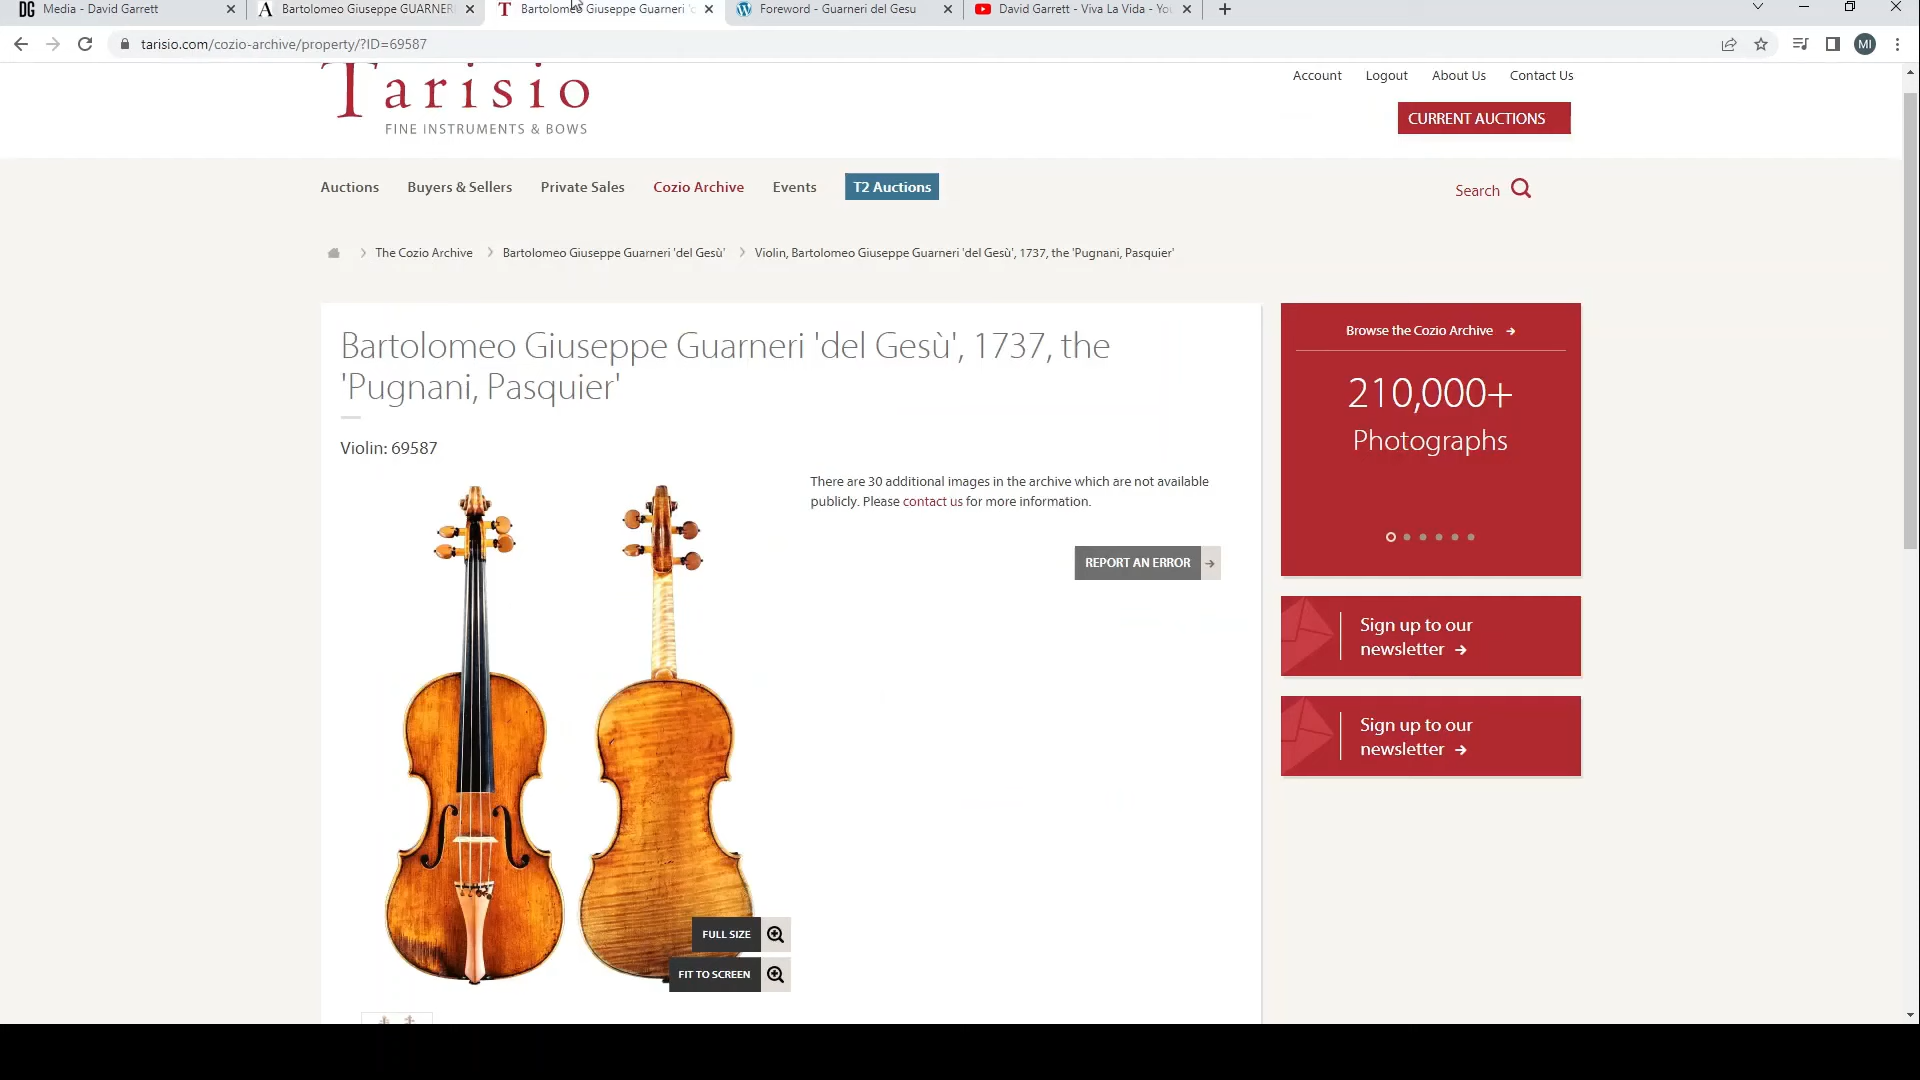 DG Media - David Garrett
A Bartolomeo Giuseppe GUARNERI
T Bartolomeo Giuseppe Guarneri 'd
Foreword - Guarneri del Gesu
David Garrett - Viva La Vida - You
tarisio.com/cozio-archive/property/?ID=69587
MI
Tarisio
FINE INSTRUMENTS & BOWS
Account Logout About Us Contact Us
CURRENT AUCTIONS
Auctions Buyers & Sellers Private Sales Cozio Archive Events T2 Auctions
Search
The Cozio Archive Bartolomeo Giuseppe Guarneri 'del Gesù' Violin, Bartolomeo Giuseppe Guarneri 'del Gesù', 1737, the 'Pugnani, Pasquier'
Bartolomeo Giuseppe Guarneri 'del Gesù', 1737, the
'Pugnani, Pasquier'
Violin: 69587
There are 30 additional images in the archive which are not available
publicly. Please contact us for more information.
REPORT AN ERROR
FULL SIZE
FIT TO SCREEN
Browse the Cozio Archive
210,000+
Photographs
Sign up to our
newsletter
Sign up to our
newsletter